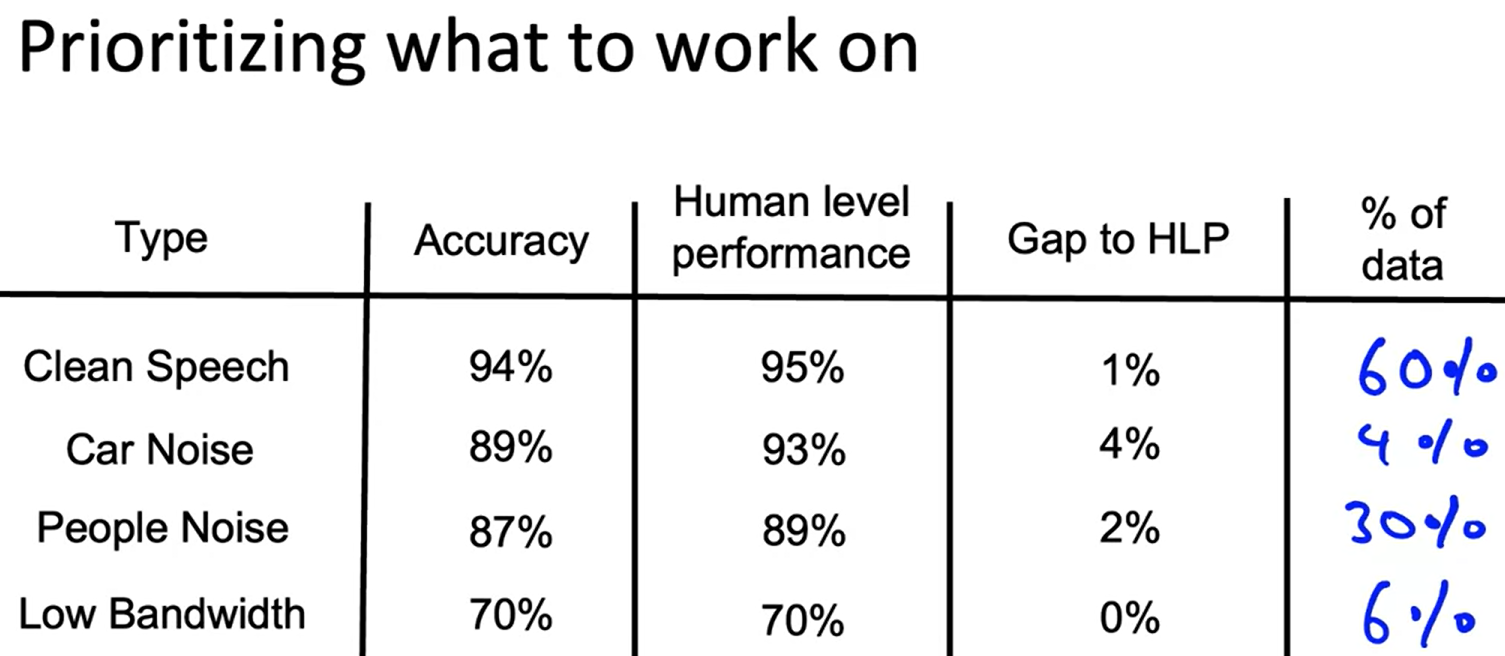 Prioritizing what to work on
Type Accuracy Human level performance Gap to HLP % of data
Clean Speech 94% 95% 1% 60%
Car Noise 89% 93% 4% 4%
People Noise 87% 89% 2% 30%
Low Bandwidth 70% 70% 0% 6%